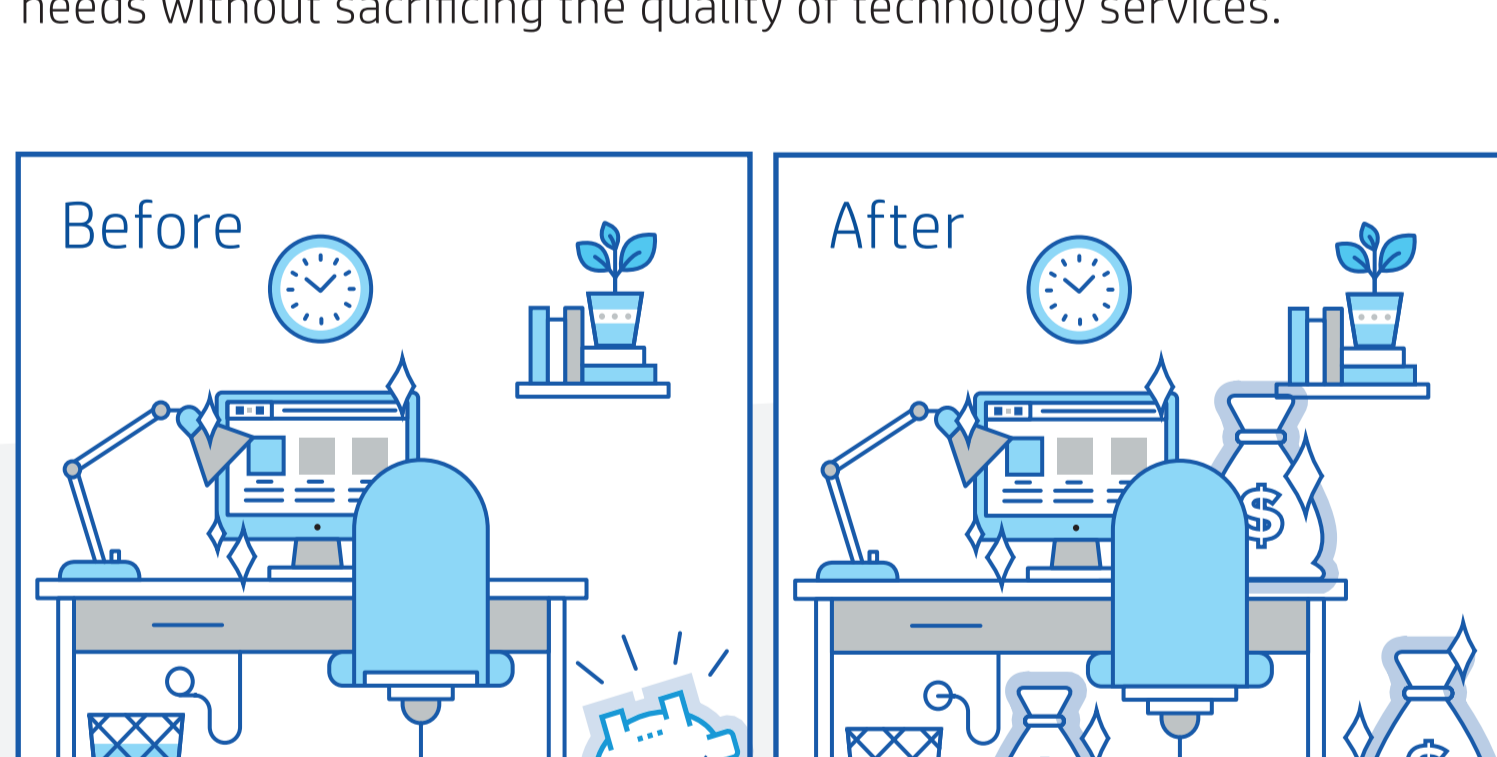 needs without sacrificing the quality of technology services.
Before
After
$
$